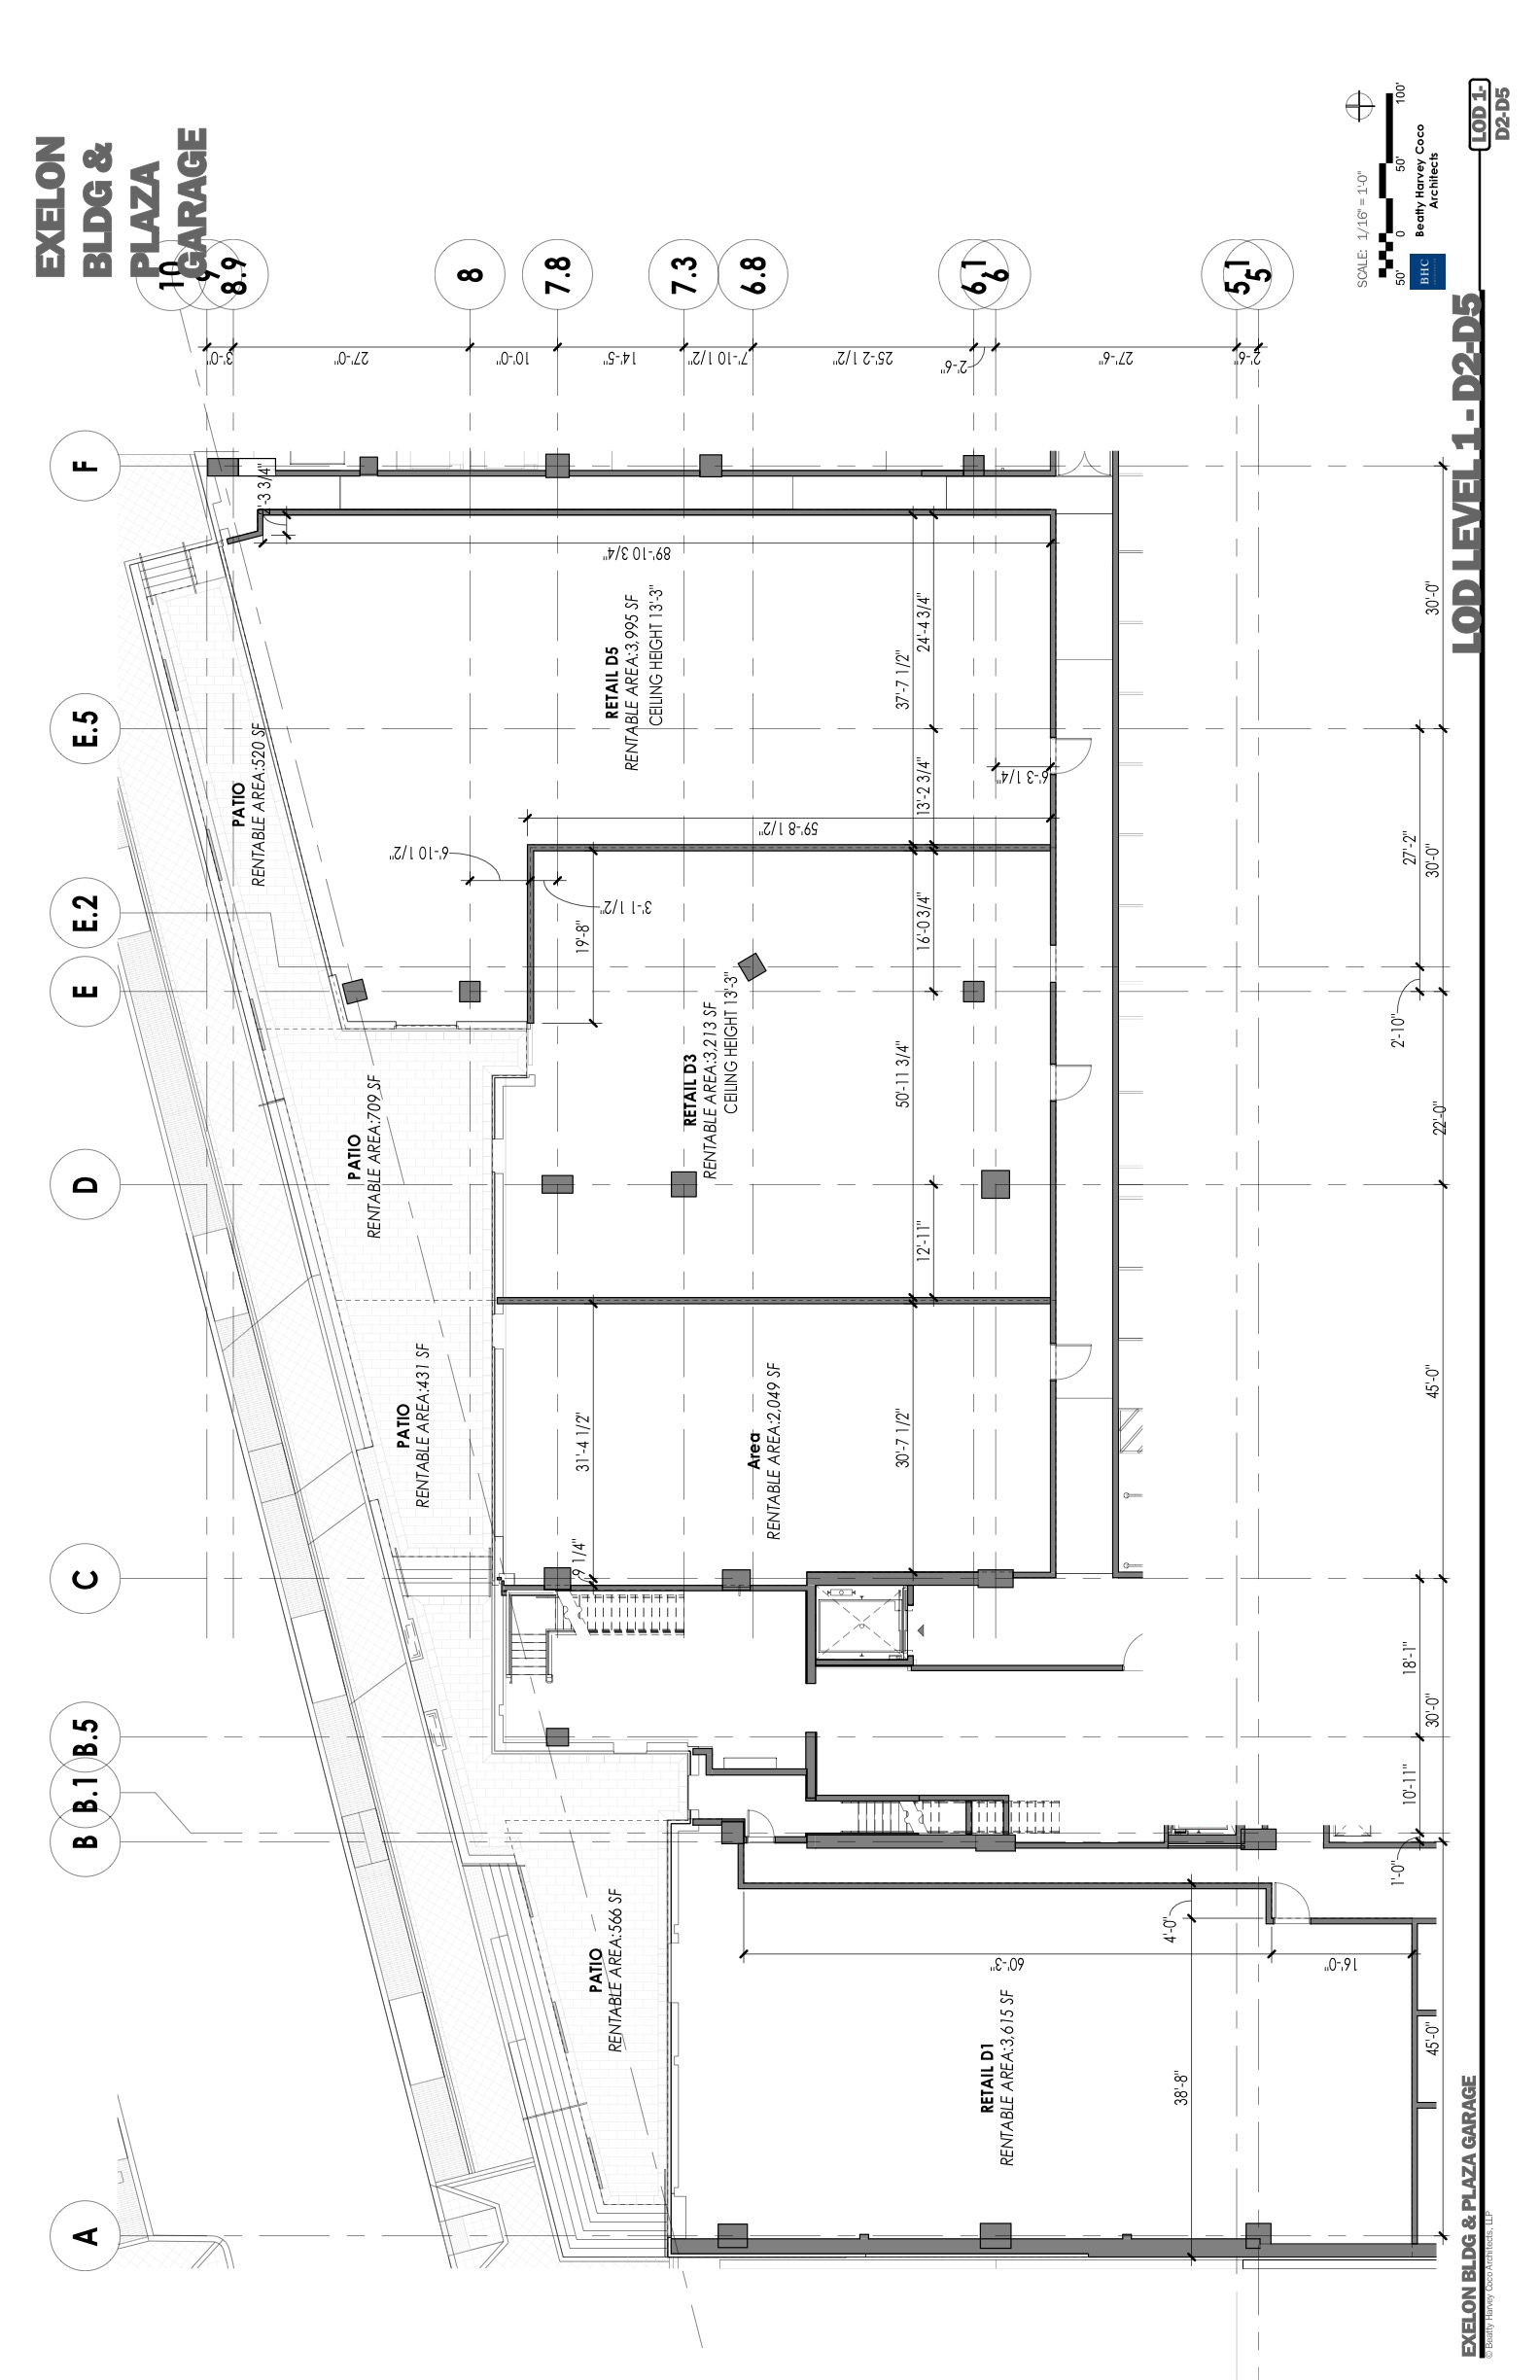 EXELON
BLDG &
PLAZA
GARAGE
10
9
8.9
8
7.8
7.3
6.8
6.1
6
5.1
5
3'-0"
27'-0"
10'-0"
14'-5"
7'-10 1/2"
25'-2 1/2"
2'-6"
27'-6"
2'-6"
SCALE: 1/16" = 1'-0"
50'
0
50'
100'
BHC
Beatty Harvey Coco
Architects
LOD 1-
D2-D5
LOD LEVEL 1 - D2-D5
F
E.5
E.2
E
D
C
B.5
B.1
B
A
'-3 3/4"
89'-10 3/4"
RETAIL D5
RENTABLE AREA:3,995 SF
CEILING HEIGHT 13'-3"
37'-7 1/2"
24'-4 3/4"
30'-0"
PATIO
RENTABLE AREA:520 SF
6'-10 1/2"
3'-1 1/2"
59'-8 1/2"
13'-2 3/4"
6'-3 1/4"
19'-8"
16'-0 3/4"
27'-2"
30'-0"
2'-10"
PATIO
RENTABLE AREA:709 SF
RETAIL D3
RENTABLE AREA:3,213 SF
CEILING HEIGHT 13'-3"
50'-11 3/4"
12'-11"
22'-0"
PATIO
RENTABLE AREA:431 SF
31'-4 1/2"
9 1/4"
Area
RENTABLE AREA:2,049 SF
30'-7 1/2"
45'-0"
18'-1"
30'-0"
10'-11"
1'-0"
PATIO
RENTABLE AREA:566 SF
60'-3"
4'-0"
16'-0"
RETAIL D1
RENTABLE AREA:3,615 SF
38'-8"
45'-0"
EXELON BLDG & PLAZA GARAGE
© Beatty Harvey Coco Architects, LLP